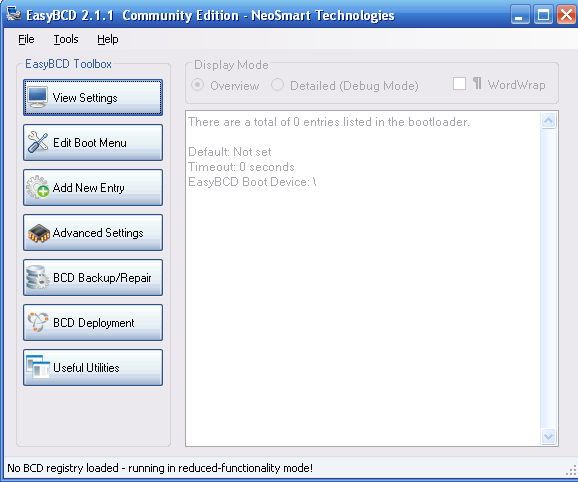 EasyBCD 2.1.1 Community Edition - NeoSmart Technologies
File Tools Help
EasyBCD Toolbox
View Settings
Edit Boot Menu
Add New Entry
Advanced Settings
BCD Backup/Repair
BCD Deployment
Useful Utilities
Display Mode
Overview Detailed (Debug Mode) ¶ WordWrap
There are a total of 0 entries listed in the bootloader.
Default: Not set
Timeout: 0 seconds
EasyBCD Boot Device: \
No BCD registry loaded - running in reduced-functionality mode!